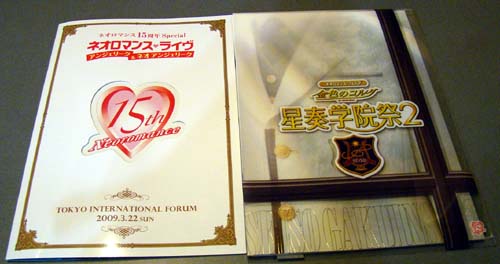 ネオロマンス 15周年 Special
ネオロマンス♥ライヴ
アンジェリーク & ネオ アンジェリーク
15th
Neoromance
TOKYO INTERNATIONAL FORUM
2009.3.22 SUN
金色のコルダ
星奏学院祭2